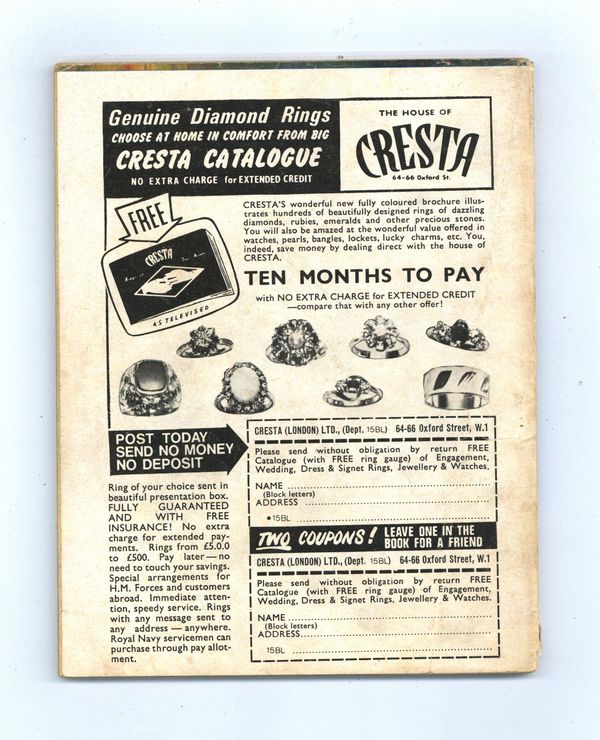 Genuine Diamond Rings
CHOOSE AT HOME IN COMFORT FROM BIG
CRESTA CATALOGUE
NO EXTRA CHARGE for EXTENDED CREDIT
THE HOUSE OF
CRESTA
64-66 Oxford St.
FREE
CRESTA
AS TELEVISED
CRESTA'S wonderful new fully coloured brochure illus-
trates hundreds of beautifully designed rings of dazzling
diamonds, rubies, emeralds and other precious stones.
You will also be amazed at the wonderful value offered in
watches, pearls, bangles, lockets, lucky charms, etc. You,
indeed, save money by dealing direct with the house of
CRESTA.
TEN MONTHS TO PAY
with NO EXTRA CHARGE for EXTENDED CREDIT
—compare that with any other offer!
POST TODAY
SEND NO MONEY
NO DEPOSIT
Ring of your choice sent in
beautiful presentation box.
FULLY GUARANTEED
AND WITH FREE
INSURANCE! No extra
charge for extended pay-
ments. Rings from £5.0.0
to £500. Pay later—no
need to touch your savings.
Special arrangements for
H.M. Forces and customers
abroad. Immediate atten-
tion, speedy service. Rings
with any message sent to
any address — anywhere.
Royal Navy servicemen can
purchase through pay allot-
ment.
CRESTA (LONDON) LTD., (Dept. 15BL) 64-66 Oxford Street, W.1
Please send without obligation by return FREE
Catalogue (with FREE ring gauge) of Engagement,
Wedding, Dress & Signet Rings, Jewellery & Watches.
NAME
(Block letters)
ADDRESS
•15BL
TWO COUPONS! LEAVE ONE IN THE
BOOK FOR A FRIEND
CRESTA (LONDON) LTD., (Dept. 15BL) 64-66 Oxford Street, W.1
Please send without obligation by return FREE
Catalogue (with FREE ring gauge) of Engagement,
Wedding, Dress & Signet Rings, Jewellery & Watches.
NAME
(Block letters)
ADDRESS
15BL